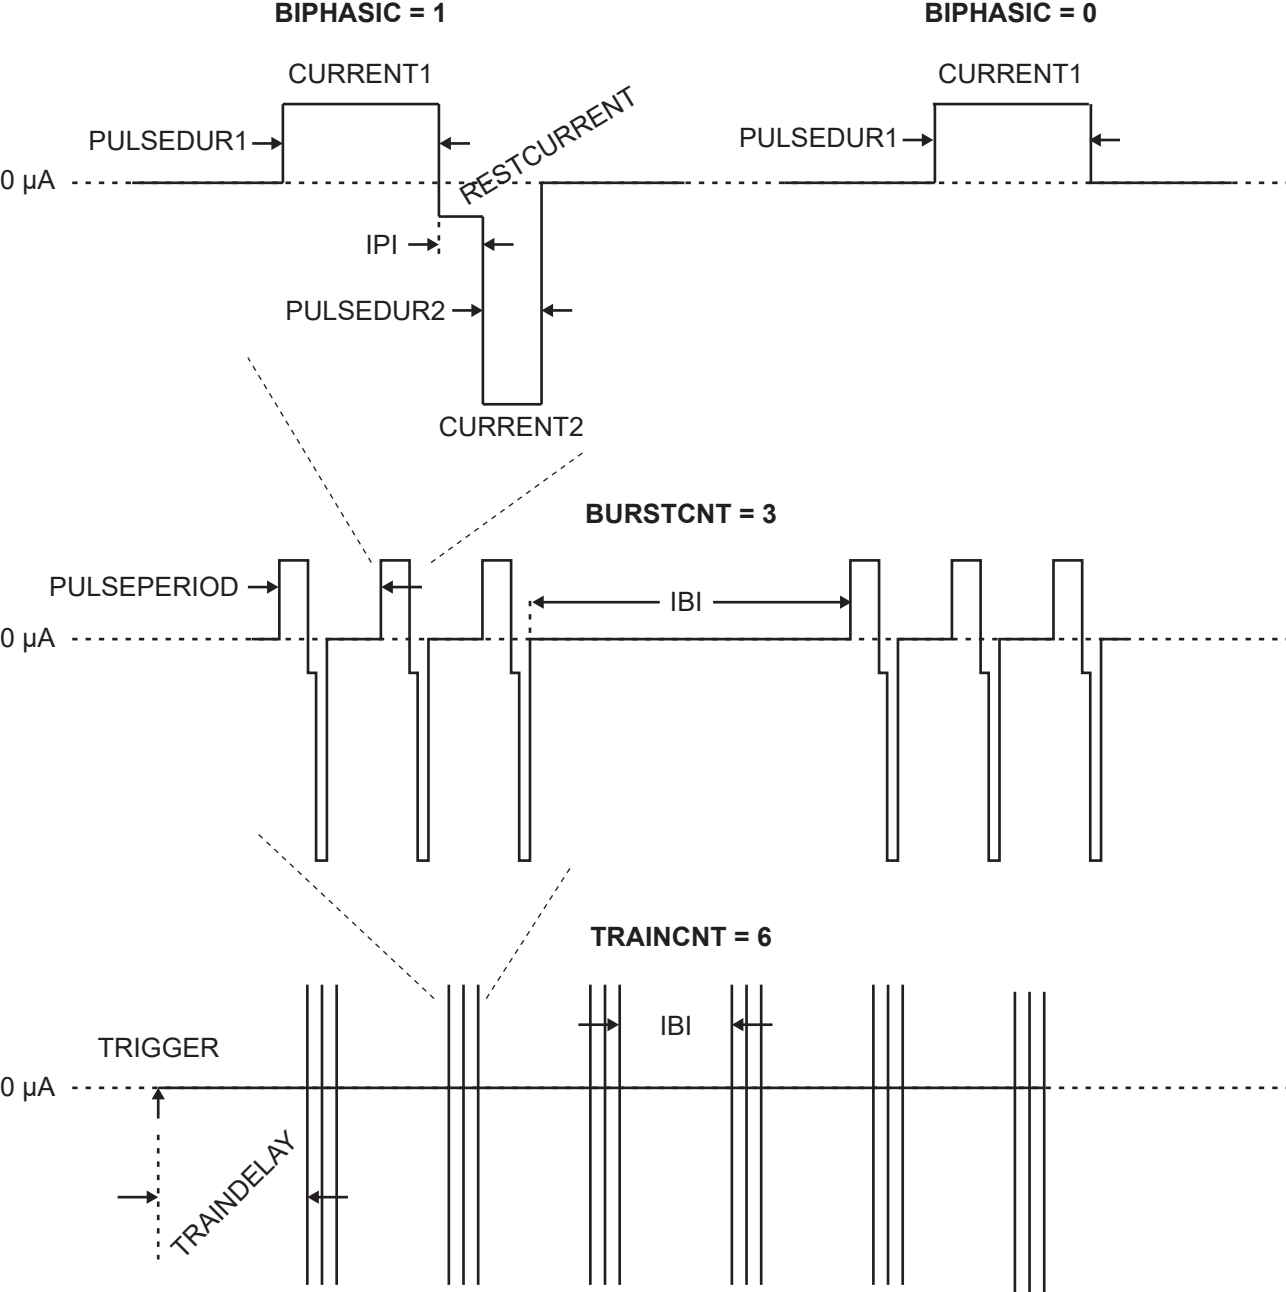 BIPHASIC = 1
BIPHASIC = 0
CURRENT1
CURRENT1
PULSEDUR1
RESTCURRENT
PULSEDUR1
0 µA
IPI
PULSEDUR2
CURRENT2
BURSTCNT = 3
PULSEPERIOD
IBI
0 µA
TRAINCNT = 6
IBI
TRIGGER
0 µA
TRAINDELAY